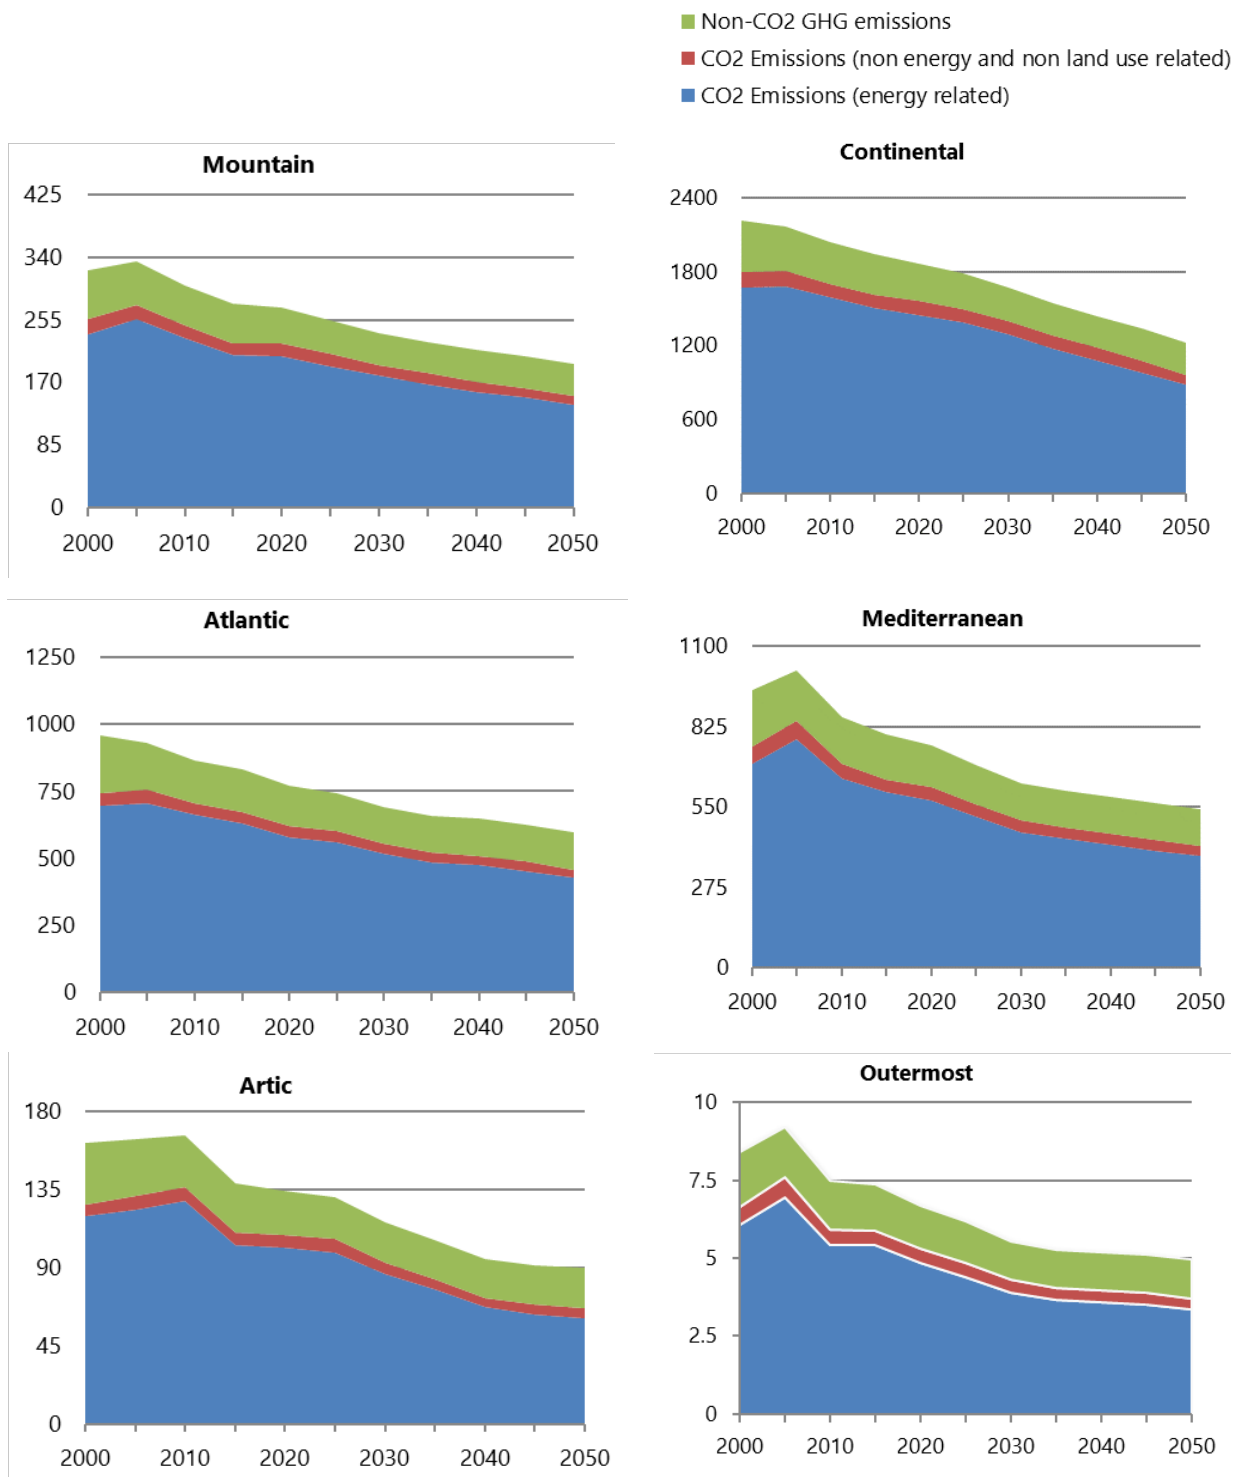 Non-CO2 GHG emissions
CO2 Emissions (non energy and non land use related)
CO2 Emissions (energy related)
Mountain
425
340
255
170
85
0
2000 2010 2020 2030 2040 2050
Continental
2400
1800
1200
600
0
2000 2010 2020 2030 2040 2050
Atlantic
1250
1000
750
500
250
0
2000 2010 2020 2030 2040 2050
Mediterranean
1100
825
550
275
0
2000 2010 2020 2030 2040 2050
Artic
180
135
90
45
0
2000 2010 2020 2030 2040 2050
Outermost
10
7.5
5
2.5
0
2000 2010 2020 2030 2040 2050